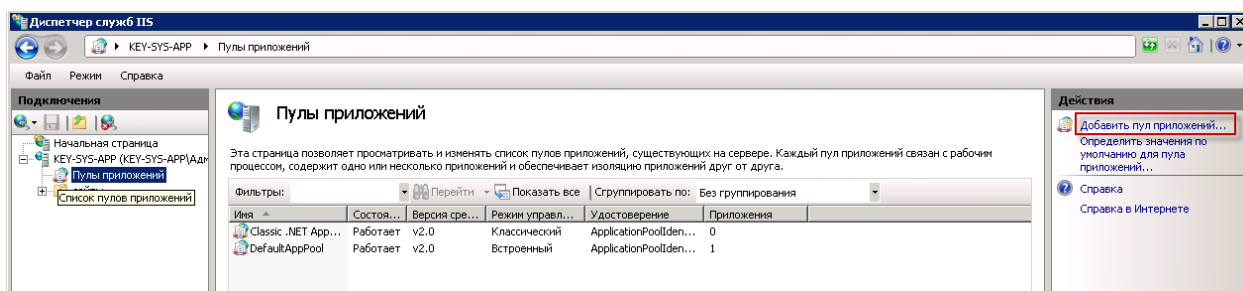 Диспетчер служб IIS
KEY-SYS-APP Пулы приложений
Файл Режим Справка
Подключения
Начальная страница
KEY-SYS-APP (KEY-SYS-APP\Адм
Пулы приложений
Список пулов приложений
Пулы приложений
Эта страница позволяет просматривать и изменять список пулов приложений, существующих на сервере. Каждый пул приложений связан с рабочим
процессом, содержит одно или несколько приложений и обеспечивает изоляцию приложений друг от друга.
Фильтры: Перейти Показать все Сгруппировать по: Без группирования
Имя Состоя... Версия сре... Режим управл... Удостоверение Приложения
Classic .NET App... Работает v2.0 Классический ApplicationPoolIden... 0
DefaultAppPool Работает v2.0 Встроенный ApplicationPoolIden... 1
Действия
Добавить пул приложений...
Определить значения по
умолчанию для пула
приложений...
Справка
Справка в Интернете